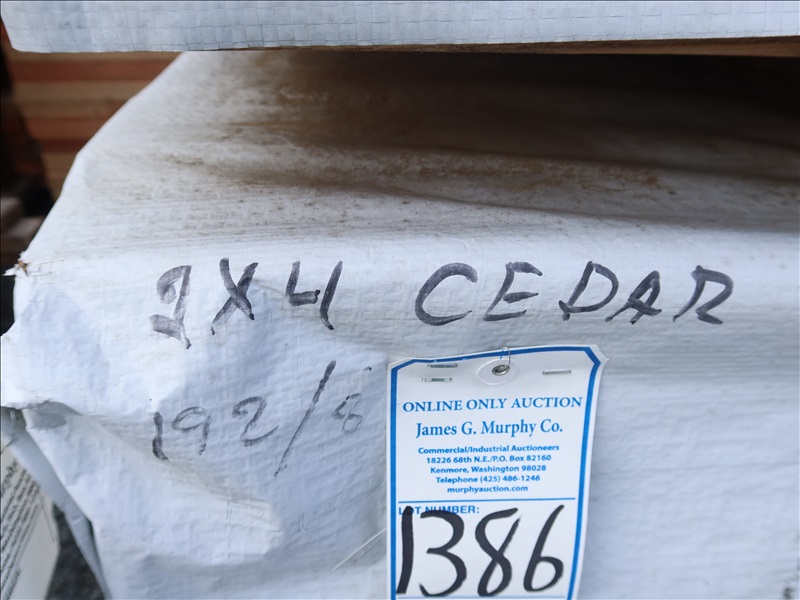 2X4 CEDAR
192/8
ONLINE ONLY AUCTION
James G. Murphy Co.
Commercial/Industrial Auctioneers
18226 68th N.E./P.O. Box 82160
Kenmore, Washington 98028
Telephone (425) 486-1246
murphyauction.com
LOT NUMBER:
1386